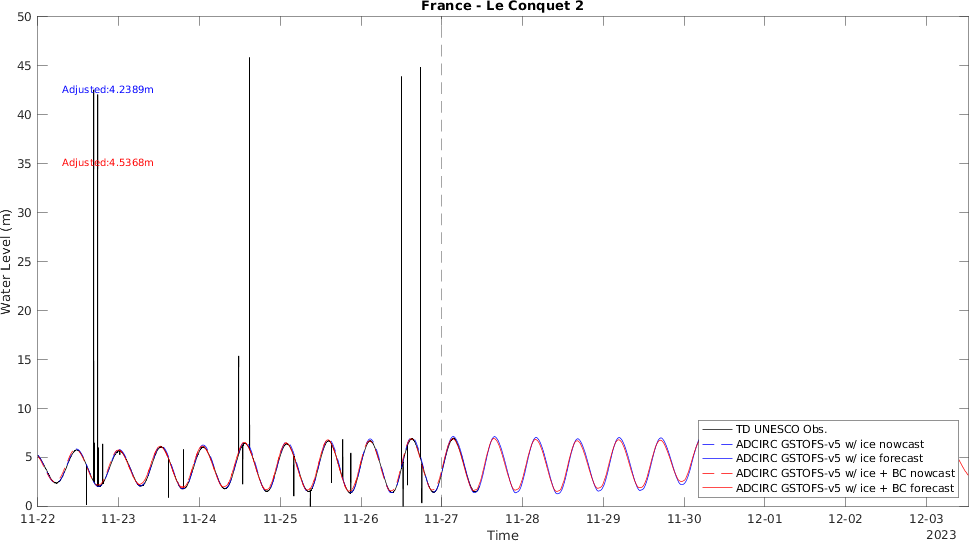 France - Le Conquet 2
50
45
40
35
30
25
20
15
10
5
0
Water Level (m)
Adjusted:4.2389m
Adjusted:4.5368m
TD UNESCO Obs.
ADCIRC GSTOFS-v5 w/ ice nowcast
ADCIRC GSTOFS-v5 w/ ice forecast
ADCIRC GSTOFS-v5 w/ ice + BC nowcast
ADCIRC GSTOFS-v5 w/ ice + BC forecast
11-22 11-23 11-24 11-25 11-26 11-27 11-28 11-29 11-30 12-01 12-02 12-03
Time
2023